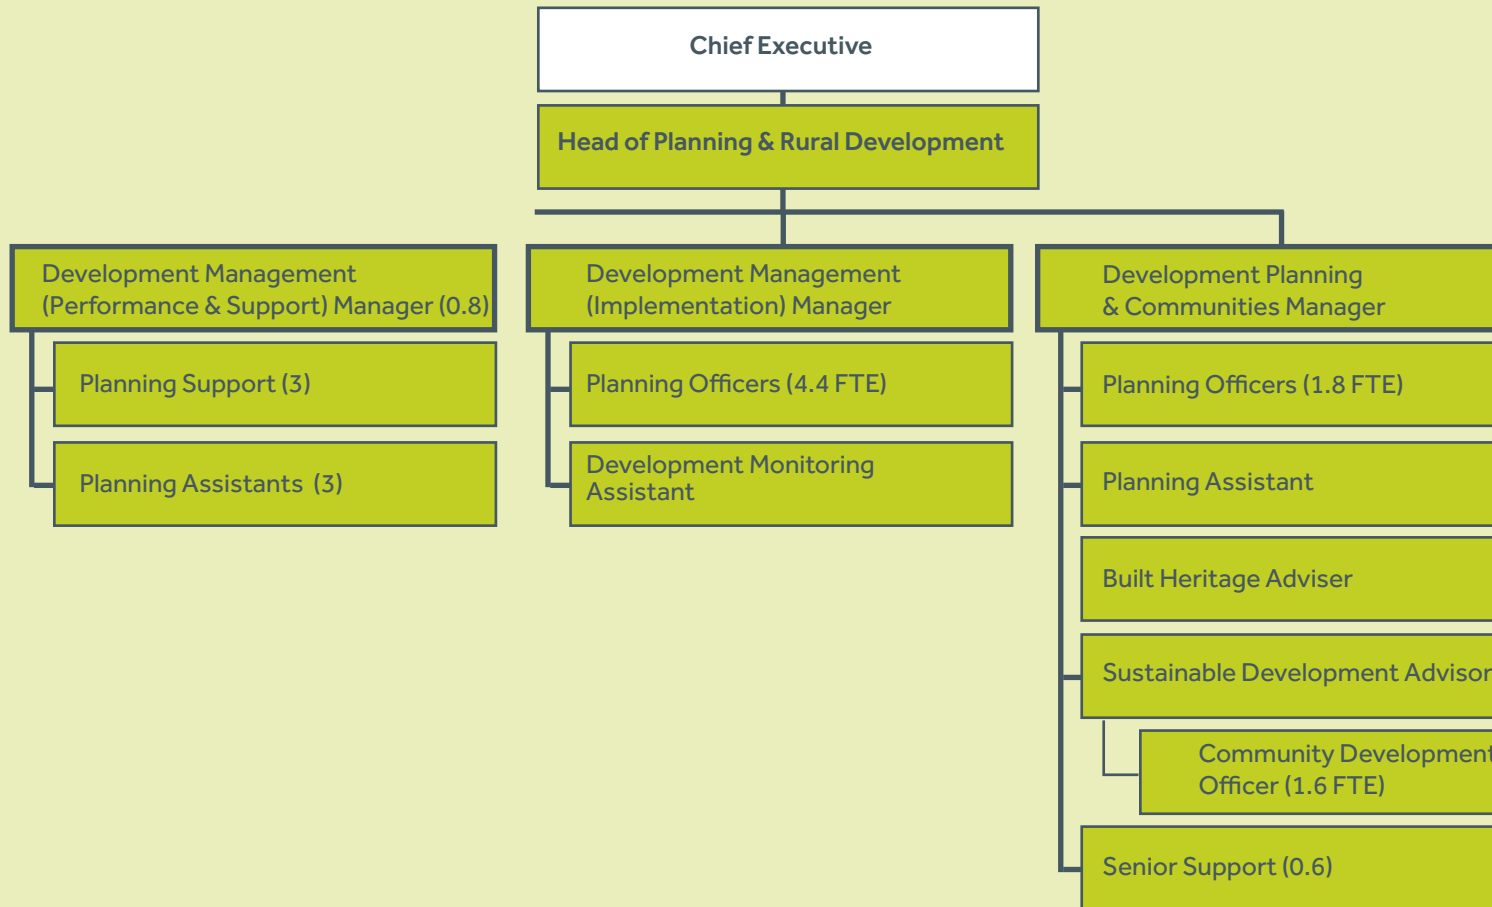 Chief Executive
Head of Planning & Rural Development
Development Management
(Performance & Support) Manager (0.8)
Planning Support (3)
Planning Assistants (3)
Development Management
(Implementation) Manager
Planning Officers (4.4 FTE)
Development Monitoring
Assistant
Development Planning
& Communities Manager
Planning Officers (1.8 FTE)
Planning Assistant
Built Heritage Adviser
Sustainable Development Advisor
Community Development
Officer (1.6 FTE)
Senior Support (0.6)